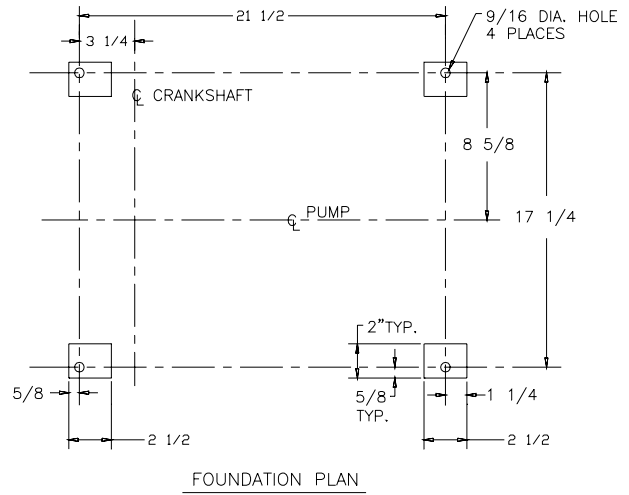 21 1/2
9/16 DIA. HOLE
4 PLACES
3 1/4
℄ CRANKSHAFT
8 5/8
℄ PUMP
17 1/4
2”TYP.
5/8
5/8
TYP.
1 1/4
2 1/2
2 1/2
FOUNDATION PLAN